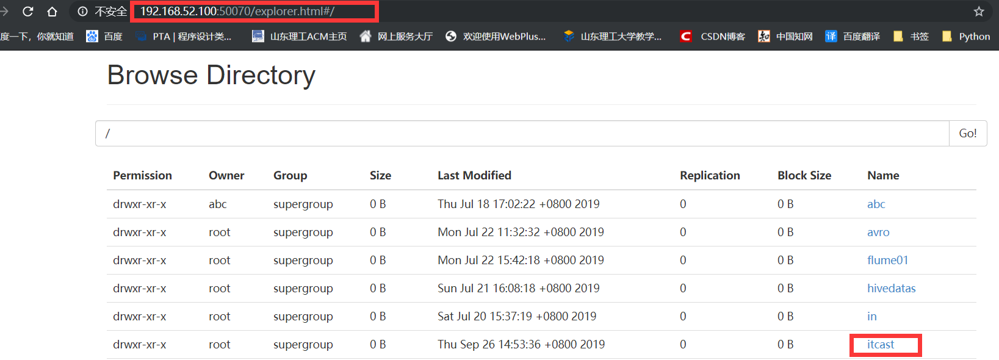 不安全 192.168.52.100:50070/explorer.html#/
度一下，你就知道 百度 PTA | 程序设计类... 山东理工ACM主页 网上服务大厅 欢迎使用WebPlus... 山东理工大学教学... CSDN博客 中国知网 百度翻译 书签 Python
Browse Directory
/ Go!
Permission Owner Group Size Last Modified Replication Block Size Name
drwxr-xr-x abc supergroup 0 B Thu Jul 18 17:02:22 +0800 2019 0 0 B abc
drwxr-xr-x root supergroup 0 B Mon Jul 22 11:32:32 +0800 2019 0 0 B avro
drwxr-xr-x root supergroup 0 B Mon Jul 22 15:42:18 +0800 2019 0 0 B flume01
drwxr-xr-x root supergroup 0 B Sun Jul 21 16:08:18 +0800 2019 0 0 B hivedatas
drwxr-xr-x root supergroup 0 B Sat Jul 20 15:37:19 +0800 2019 0 0 B in
drwxr-xr-x root supergroup 0 B Thu Sep 26 14:53:36 +0800 2019 0 0 B itcast